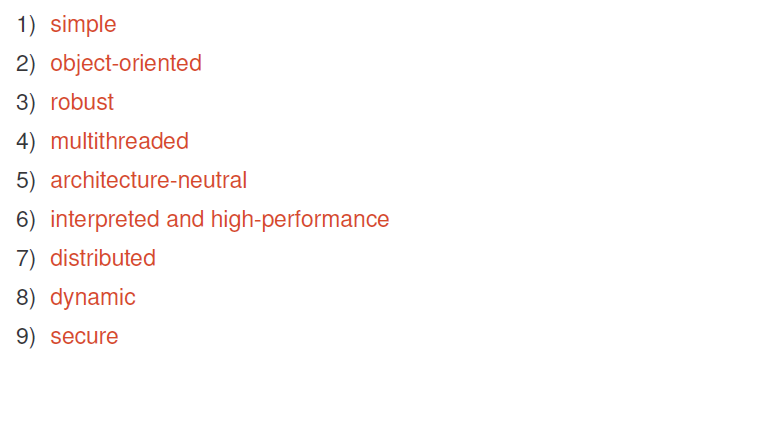 1) simple
2) object-oriented
3) robust
4) multithreaded
5) architecture-neutral
6) interpreted and high-performance
7) distributed
8) dynamic
9) secure